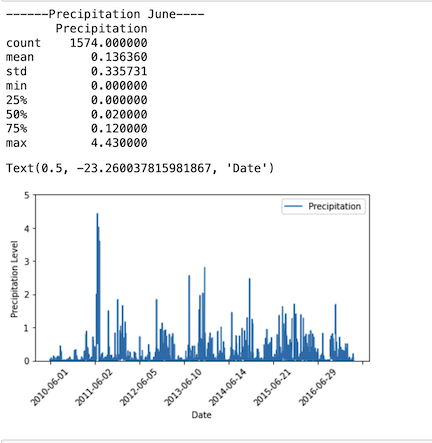 ------Precipitation June----
Precipitation
count 1574.000000
mean 0.136360
std 0.335731
min 0.000000
25% 0.000000
50% 0.020000
75% 0.120000
max 4.430000
Text(0.5, -23.260037815981867, 'Date')
Precipitation
5
4
3
2
1
0
Precipitation Level
2010-06-01
2011-06-02
2012-06-05
2013-06-10
2014-06-14
2015-06-21
2016-06-29
Date